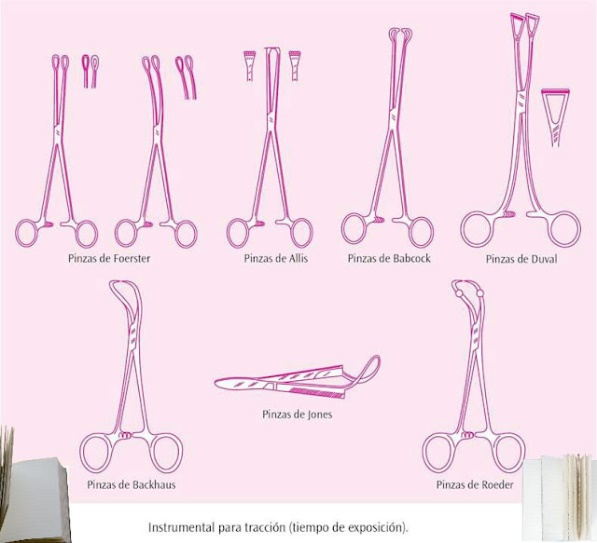 Pinzas de Foerster
Pinzas de Allis
Pinzas de Babcock
Pinzas de Duval
Pinzas de Jones
Pinzas de Backhaus
Pinzas de Roeder
Instrumental para tracción (tiempo de exposición).